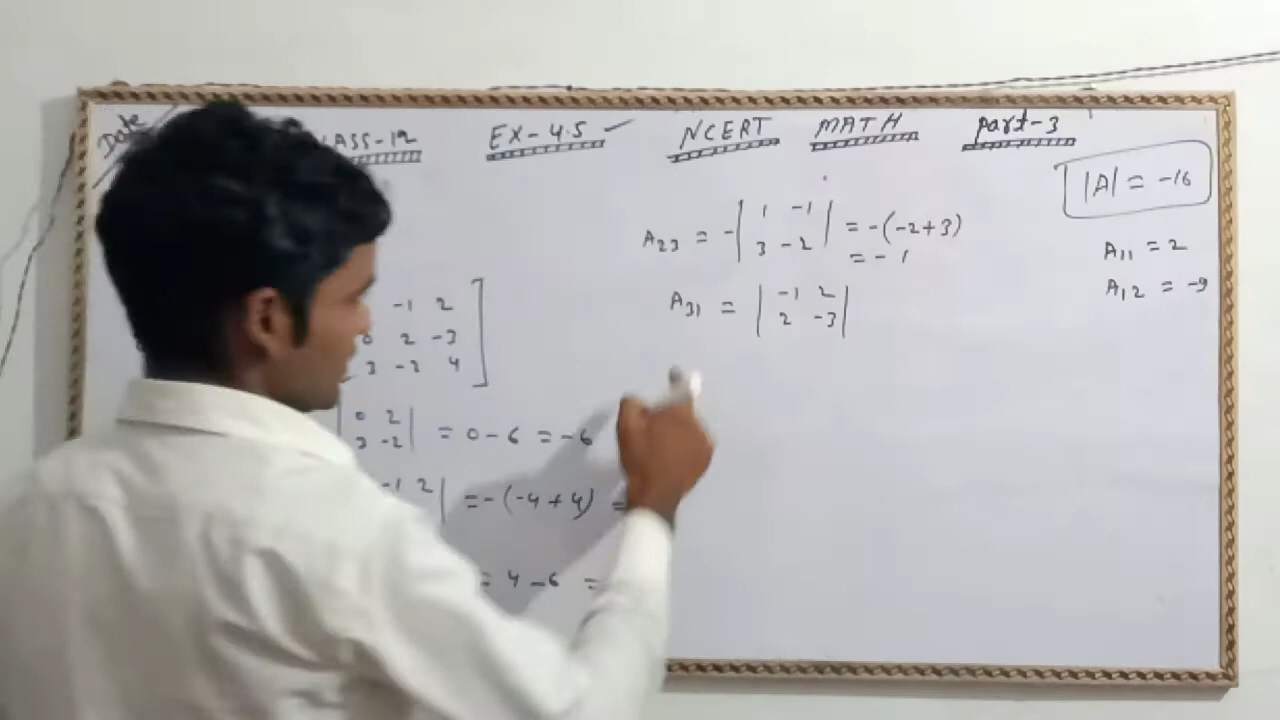 Date
LASS-12 EX-4.5 ✓ NCERT MATH part-3
|A| = -16
A23 = -| 1 -1 | = -(-2+3)
| 3 -2 | = -1
A11 = 2
A12 = -9
A31 = | -1 2 |
| 2 -3 |
-1 2 ]
0 2 -3
3 -2 4
| 0 2 |
| 3 -2 | = 0-6 = -6
-1 2 | = -(-4+4) =
= 4-6 =